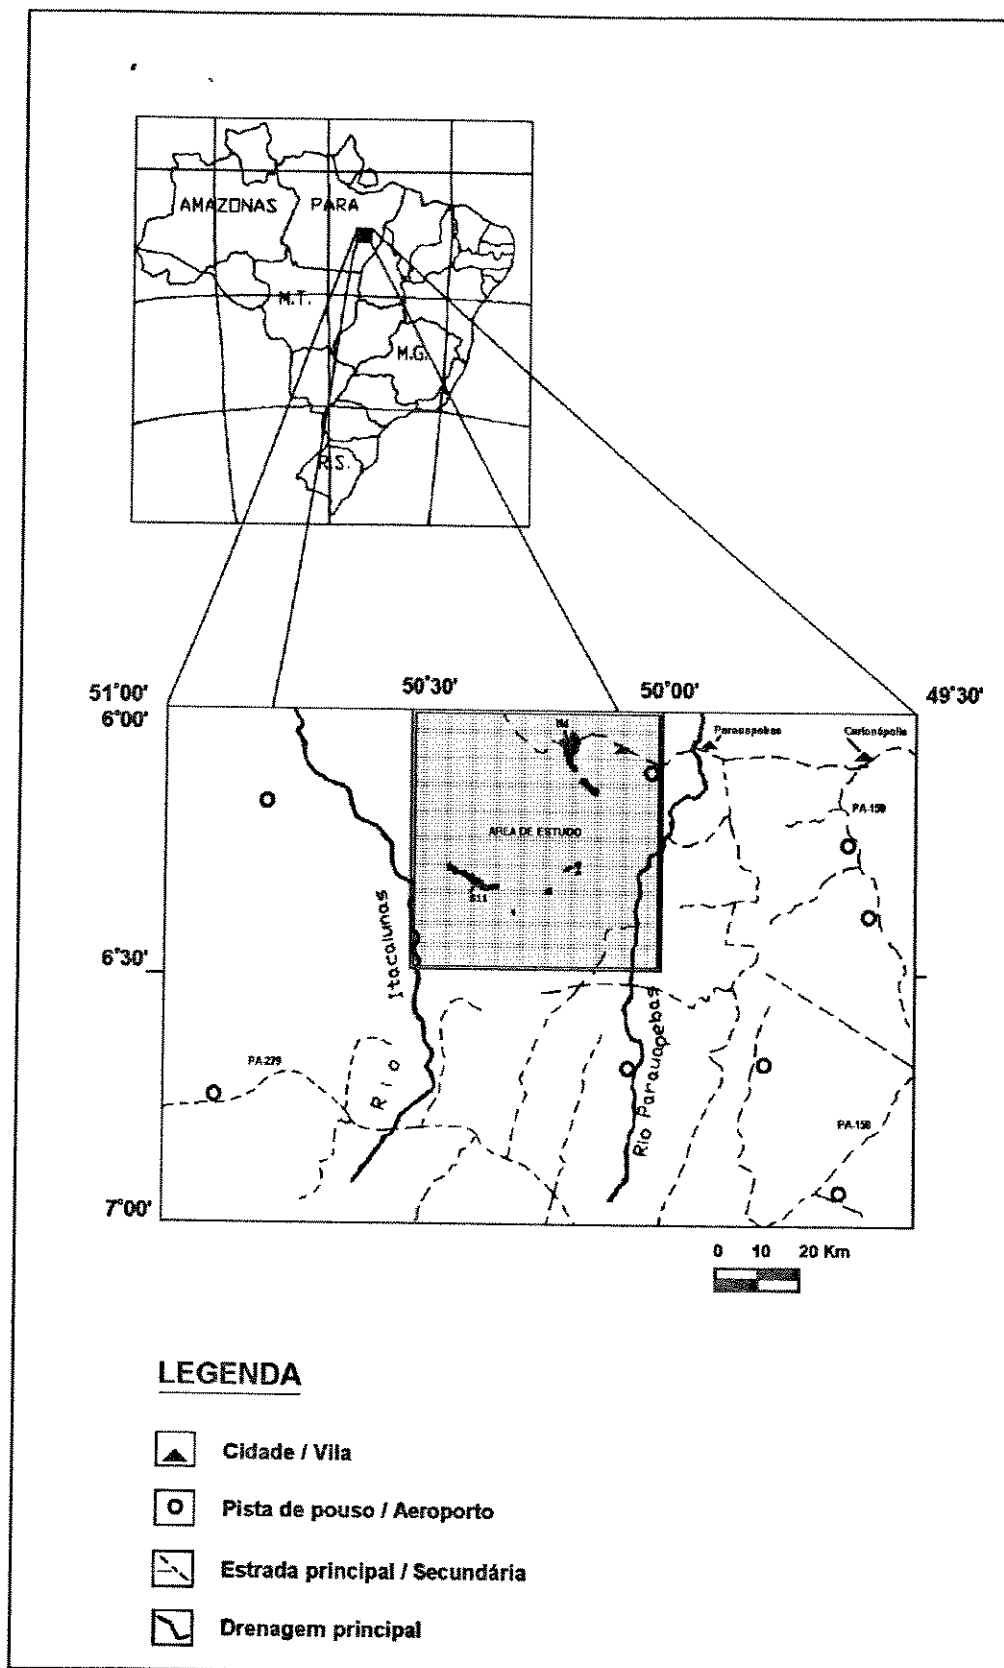 AMAZONAS PARA
M.T.
M.G.
R.S.
51°00' 50°30' 50°00' 49°30'
6°00'
N4
Parauapebas
Curionópolis
PA-150
AREA DE ESTUDO
S11
6°30'
Itacaiunas
Rio
Rio Parauapebas
PA-279
PA-150
7°00'
0 10 20 Km
LEGENDA
Cidade / Vila
Pista de pouso / Aeroporto
Estrada principal / Secundária
Drenagem principal